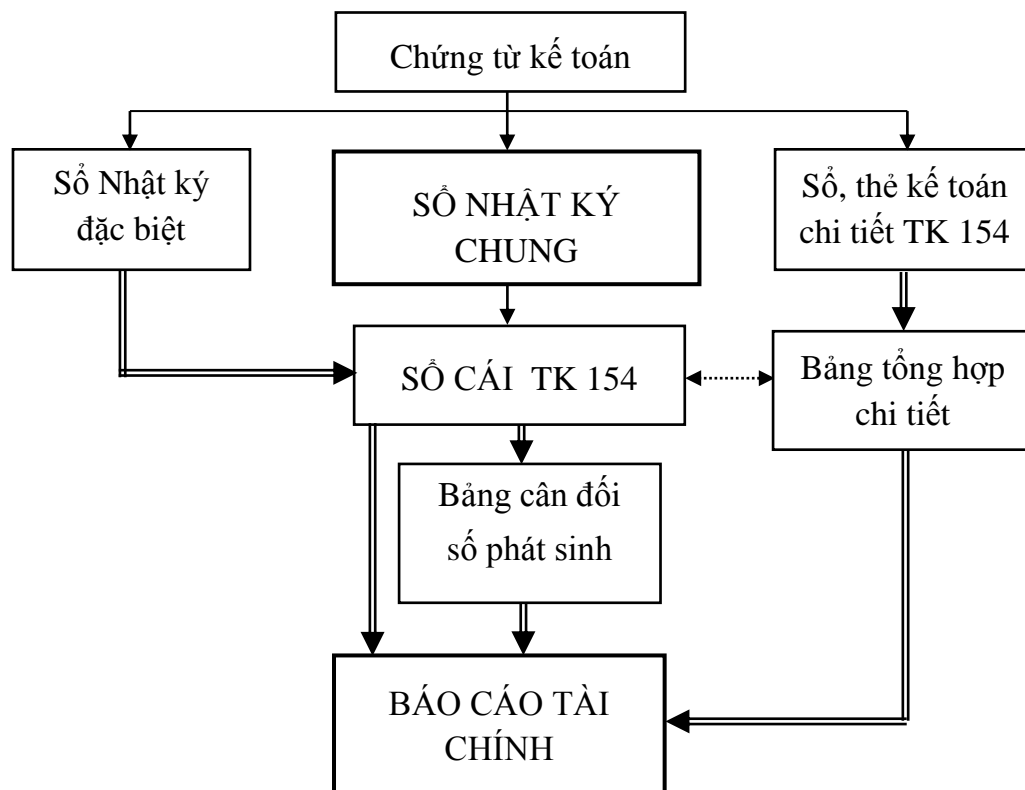 Chứng từ kế toán
Sổ Nhật ký
đặc biệt
SỔ NHẬT KÝ
CHUNG
Sổ, thẻ kế toán
chi tiết TK 154
SỔ CÁI TK 154
Bảng tổng hợp
chi tiết
Bảng cân đối
số phát sinh
BÁO CÁO TÀI
CHÍNH